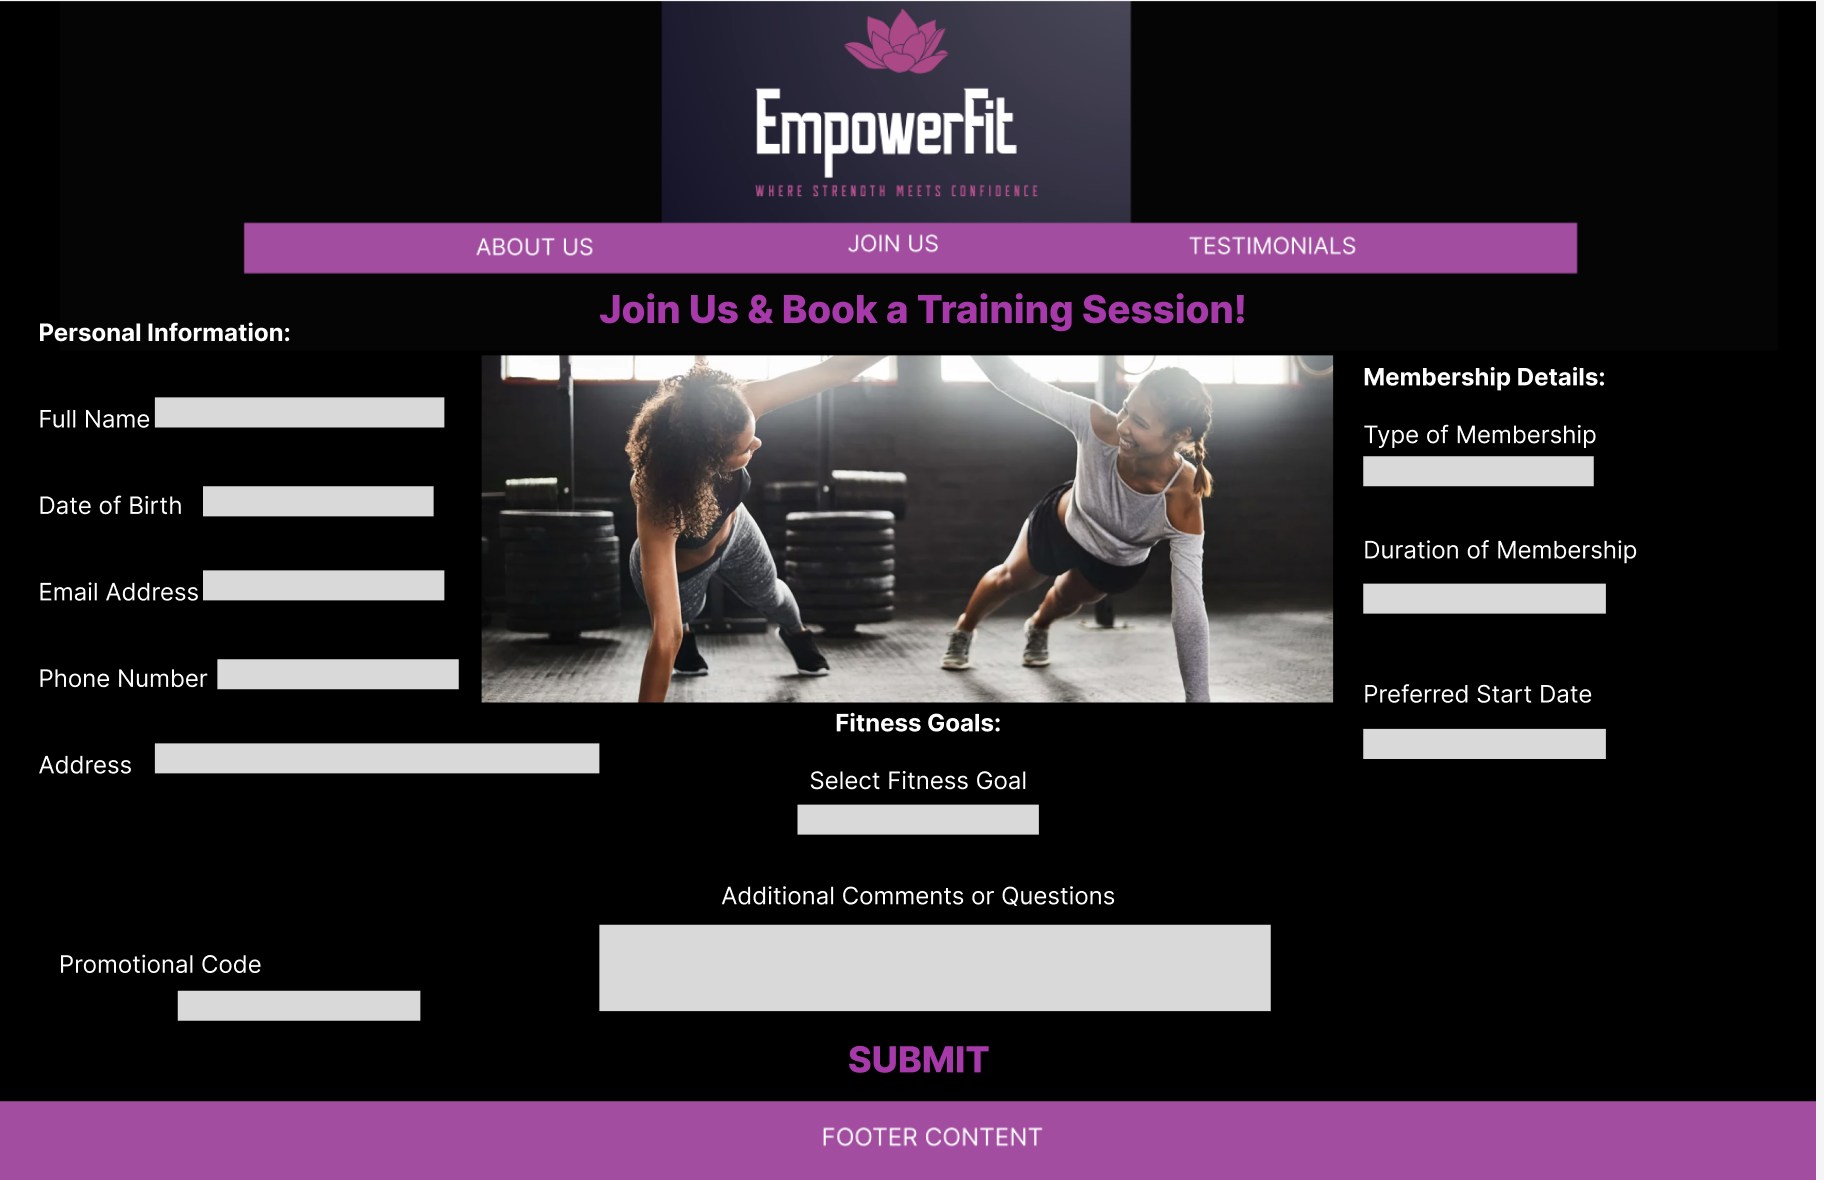 EmpowerFit
WHERE STRENGTH MEETS CONFIDENCE
ABOUT US
JOIN US
TESTIMONIALS
Join Us & Book a Training Session!
Personal Information:
Full Name
Date of Birth
Email Address
Phone Number
Address
Membership Details:
Type of Membership
Duration of Membership
Preferred Start Date
Fitness Goals:
Select Fitness Goal
Additional Comments or Questions
Promotional Code
SUBMIT
FOOTER CONTENT